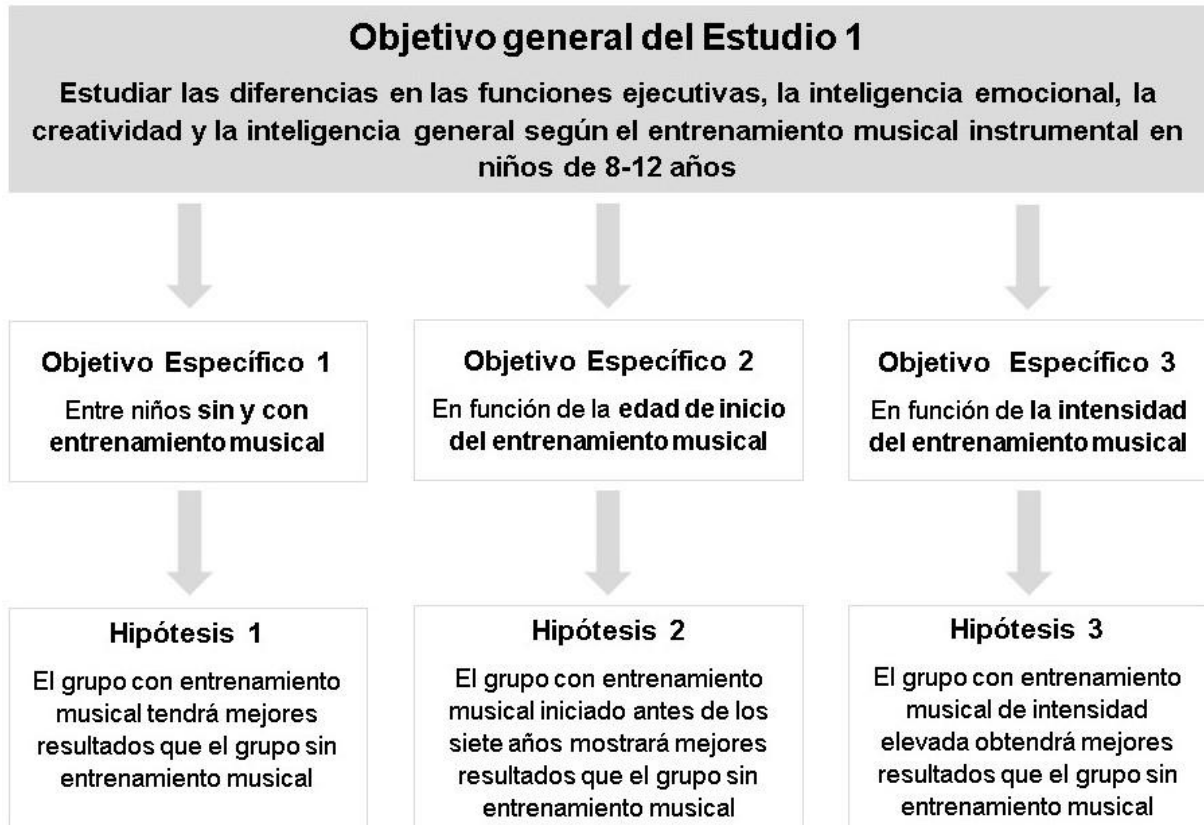 Objetivo general del Estudio 1
Estudiar las diferencias en las funciones ejecutivas, la inteligencia emocional, la
creatividad y la inteligencia general según el entrenamiento musical instrumental en
niños de 8-12 años
Objetivo Específico 1
Entre niños sin y con
entrenamiento musical
Objetivo Específico 2
En función de la edad de inicio
del entrenamiento musical
Objetivo Específico 3
En función de la intensidad
del entrenamiento musical
Hipótesis 1
El grupo con entrenamiento
musical tendrá mejores
resultados que el grupo sin
entrenamiento musical
Hipótesis 2
El grupo con entrenamiento
musical iniciado antes de los
siete años mostrará mejores
resultados que el grupo sin
entrenamiento musical
Hipótesis 3
El grupo con entrenamiento
musical de intensidad
elevada obtendrá mejores
resultados que el grupo sin
entrenamiento musical